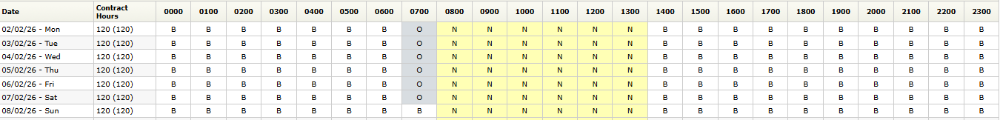 Date Contract Hours 0000 0100 0200 0300 0400 0500 0600 0700 0800 0900 1000 1100 1200 1300 1400 1500 1600 1700 1800 1900 2000 2100 2200 2300
02/02/26 - Mon 120 (120) B B B B B B B O N N N N N N B B B B B B B B B B
03/02/26 - Tue 120 (120) B B B B B B B O N N N N N N B B B B B B B B B B
04/02/26 - Wed 120 (120) B B B B B B B O N N N N N N B B B B B B B B B B
05/02/26 - Thu 120 (120) B B B B B B B O N N N N N N B B B B B B B B B B
06/02/26 - Fri 120 (120) B B B B B B B O N N N N N N B B B B B B B B B B
07/02/26 - Sat 120 (120) B B B B B B B O N N N N N N B B B B B B B B B B
08/02/26 - Sun 120 (120) B B B B B B B B N N N N N N B B B B B B B B B B